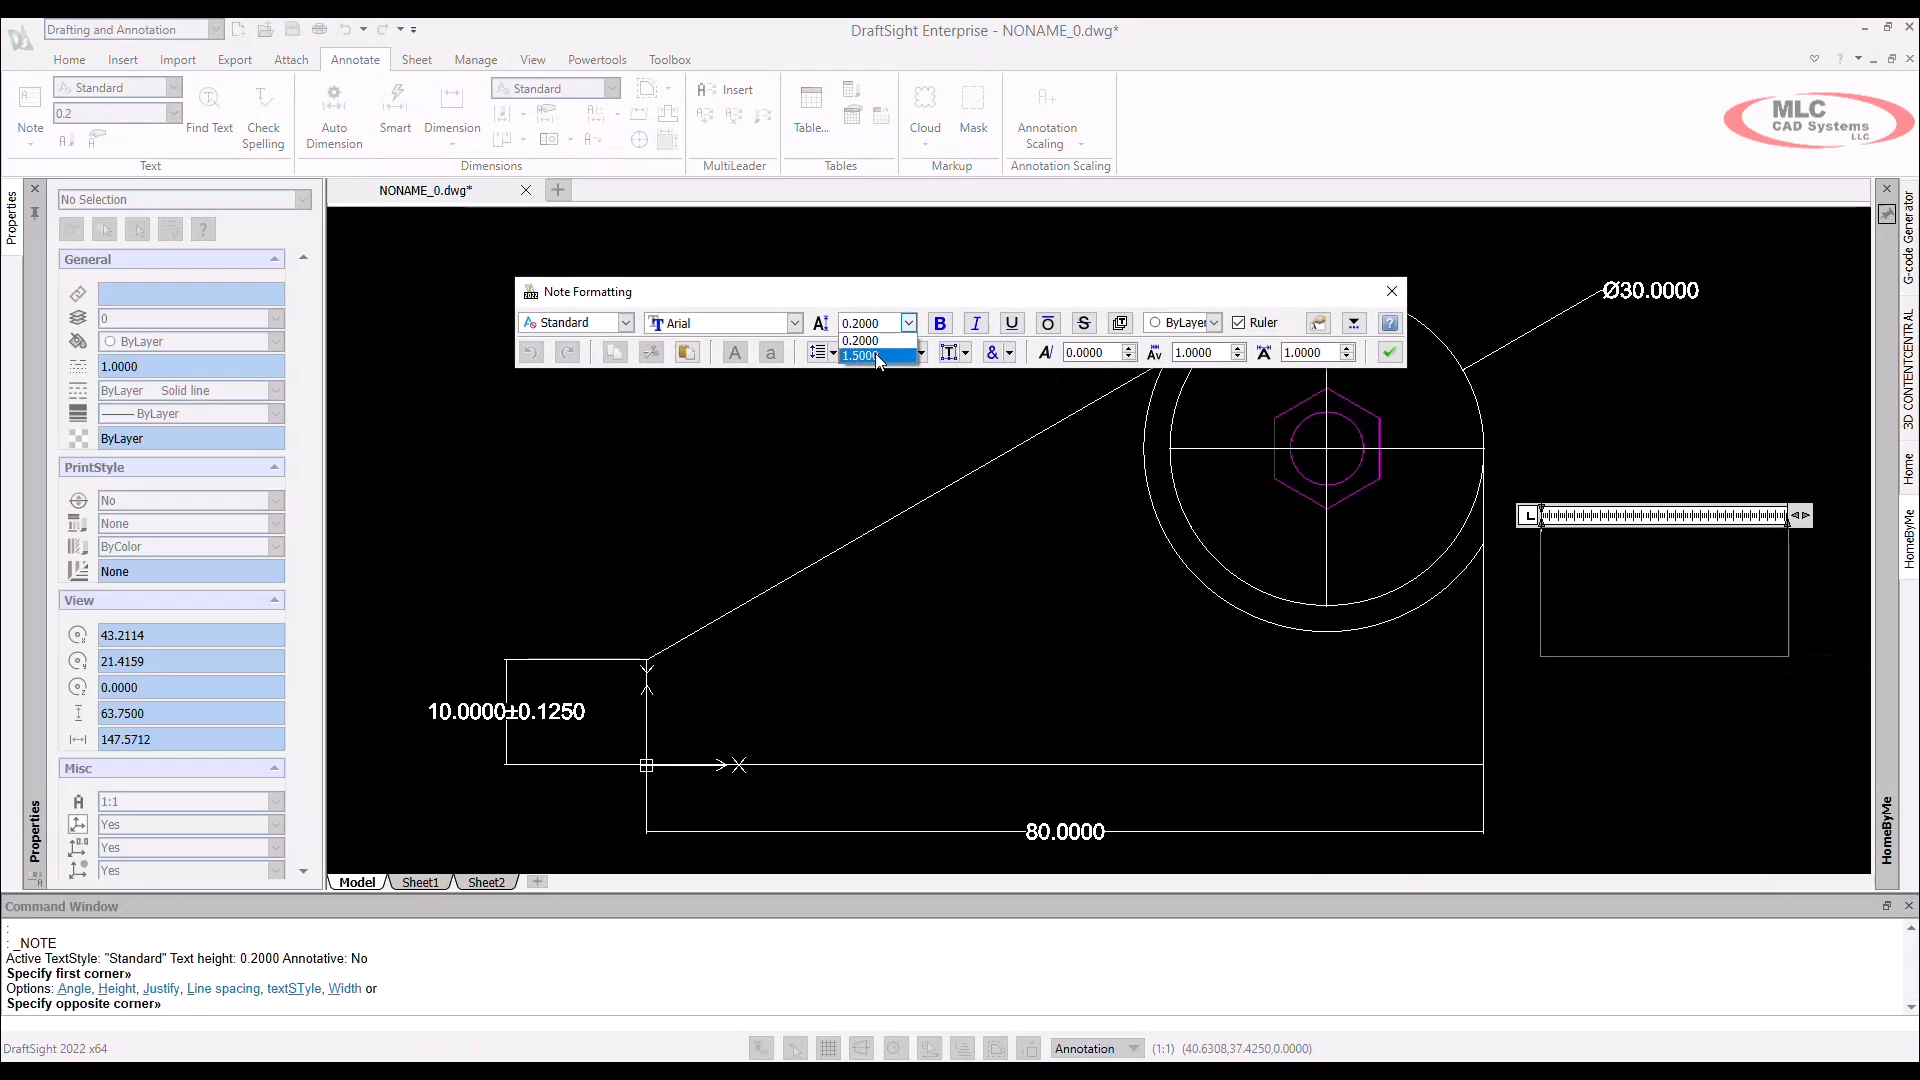 Drafting and Annotation
DraftSight Enterprise - NONAME_0.dwg*
Home Insert Import Export Attach Annotate Sheet Manage View Powertools Toolbox
Standard
0.2
Note
Find Text
Check Spelling
Text
Auto Dimension
Smart
Dimension
Standard
Dimensions
Insert
MultiLeader
Table...
Tables
Cloud
Mask
Markup
Annotation Scaling
Annotation Scaling
MLC
CAD Systems
LLC
Properties
No Selection
NONAME_0.dwg*
General
0
ByLayer
1.0000
ByLayer Solid line
ByLayer
ByLayer
PrintStyle
No
None
ByColor
None
View
43.2114
21.4159
0.0000
63.7500
147.5712
Misc
1:1
Yes
Yes
Yes
Properties
Note Formatting
Standard
Arial
0.2000
B I U O S
ByLayer
Ruler
0.2000
1.5000
A a
&
0.0000
1.0000
1.0000
Ø30.0000
10.0000±0.1250
X
80.0000
L
G-code Generator
3D CONTENTCENTRAL
Home
HomeByMe
HomeByMe
Model Sheet1 Sheet2
Command Window
:
: _NOTE
Active TextStyle: "Standard" Text height: 0.2000 Annotative: No
Specify first corner»
Options: Angle, Height, Justify, Line spacing, textSTyle, Width or
Specify opposite corner»
DraftSight 2022 x64
Annotation
(1:1) (40.6308,37.4250,0.0000)